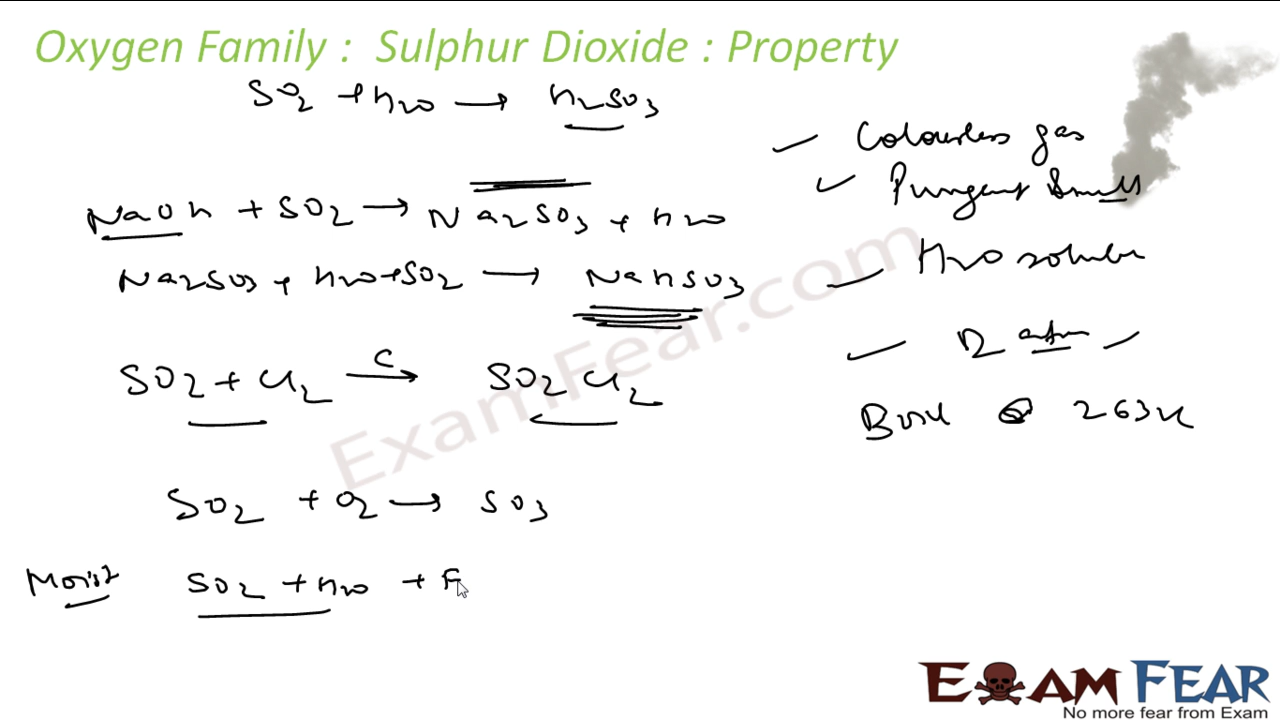 Oxygen Family : Sulphur Dioxide : Property
SO2 + H2O → H2SO3
NaOH + SO2 → Na2SO3 + H2O
Na2SO3 + H2O + SO2 → NaHSO3
SO2 + Cl2 C→ SO2Cl2
SO2 + O2 → SO3
Moist SO2 + H2O + F
✓ Colourless gas
✓ Pungent Smell
✓ H2O soluble
✓ 2 atm ✓
Boil @ 263K
ExamFear.com
EXAM FEAR
No more fear from Exam